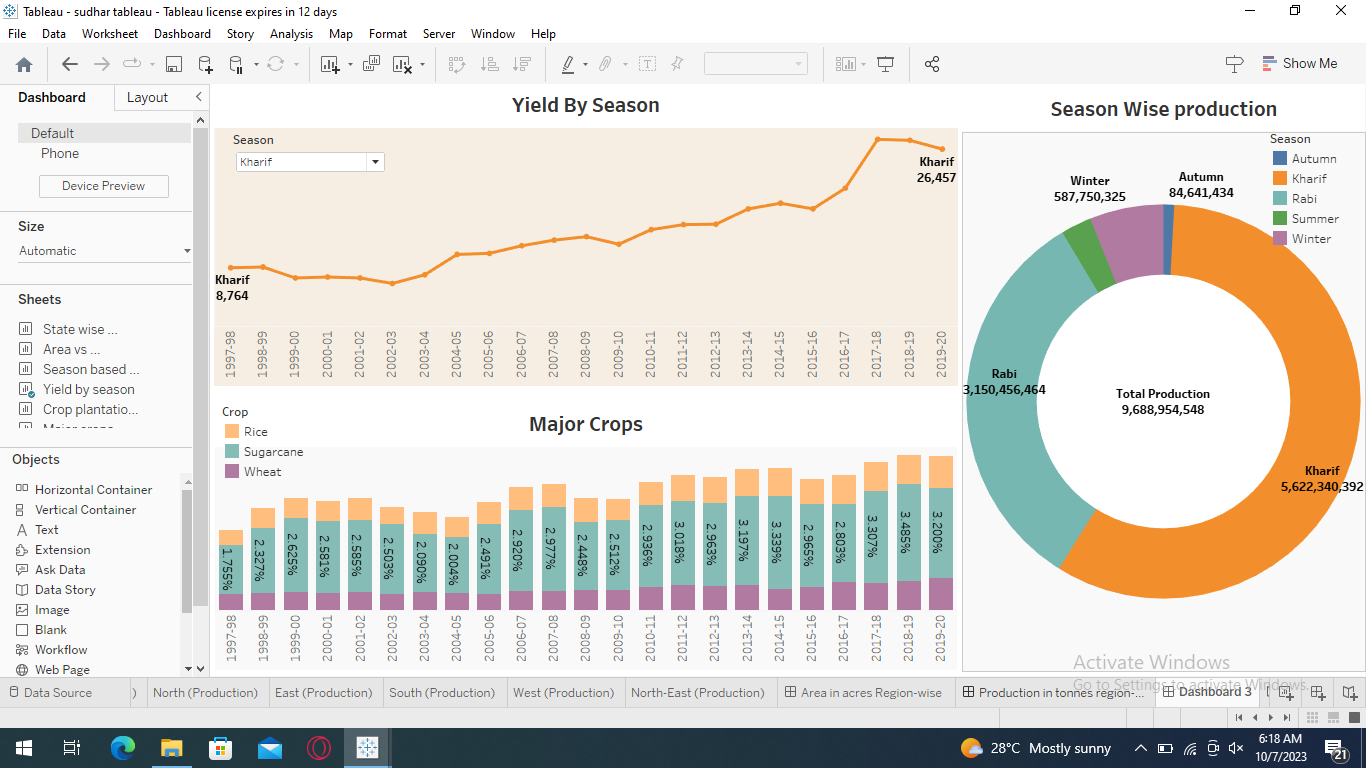 Tableau - sudhar tableau - Tableau license expires in 12 days
File Data Worksheet Dashboard Story Analysis Map Format Server Window Help
Show Me
Dashboard Layout
Default
Phone
Device Preview
Size
Automatic
Sheets
State wise ...
Area vs ...
Season based ...
Yield by season
Crop plantatio...
Major crops
Objects
Horizontal Container
Vertical Container
Text
Extension
Ask Data
Data Story
Image
Blank
Workflow
Web Page
Yield By Season
Season
Kharif
Kharif
26,457
Kharif
8,764
1997-98 1998-99 1999-00 2000-01 2001-02 2002-03 2003-04 2004-05 2005-06 2006-07 2007-08 2008-09 2009-10 2010-11 2011-12 2012-13 2013-14 2014-15 2015-16 2016-17 2017-18 2018-19 2019-20
Crop
Major Crops
Rice
Sugarcane
Wheat
1.755% 2.327% 2.625% 2.581% 2.585% 2.503% 2.090% 2.004% 2.491% 2.920% 2.977% 2.448% 2.512% 2.936% 3.018% 2.963% 3.197% 3.339% 2.965% 2.803% 3.307% 3.485% 3.200%
1997-98 1998-99 1999-00 2000-01 2001-02 2002-03 2003-04 2004-05 2005-06 2006-07 2007-08 2008-09 2009-10 2010-11 2011-12 2012-13 2013-14 2014-15 2015-16 2016-17 2017-18 2018-19 2019-20
Season Wise production
Season
Autumn
Kharif
Rabi
Summer
Winter
Autumn
84,641,434
Winter
587,750,325
Rabi
3,150,456,464
Total Production
9,688,954,548
Kharif
5,622,340,392
Activate Windows
Go to Settings to activate Windows.
Data Source ) North (Production) East (Production) South (Production) West (Production) North-East (Production) Area in acres Region-wise Production in tonnes region-... Dashboard 3
28°C Mostly sunny
6:18 AM
10/7/2023
21